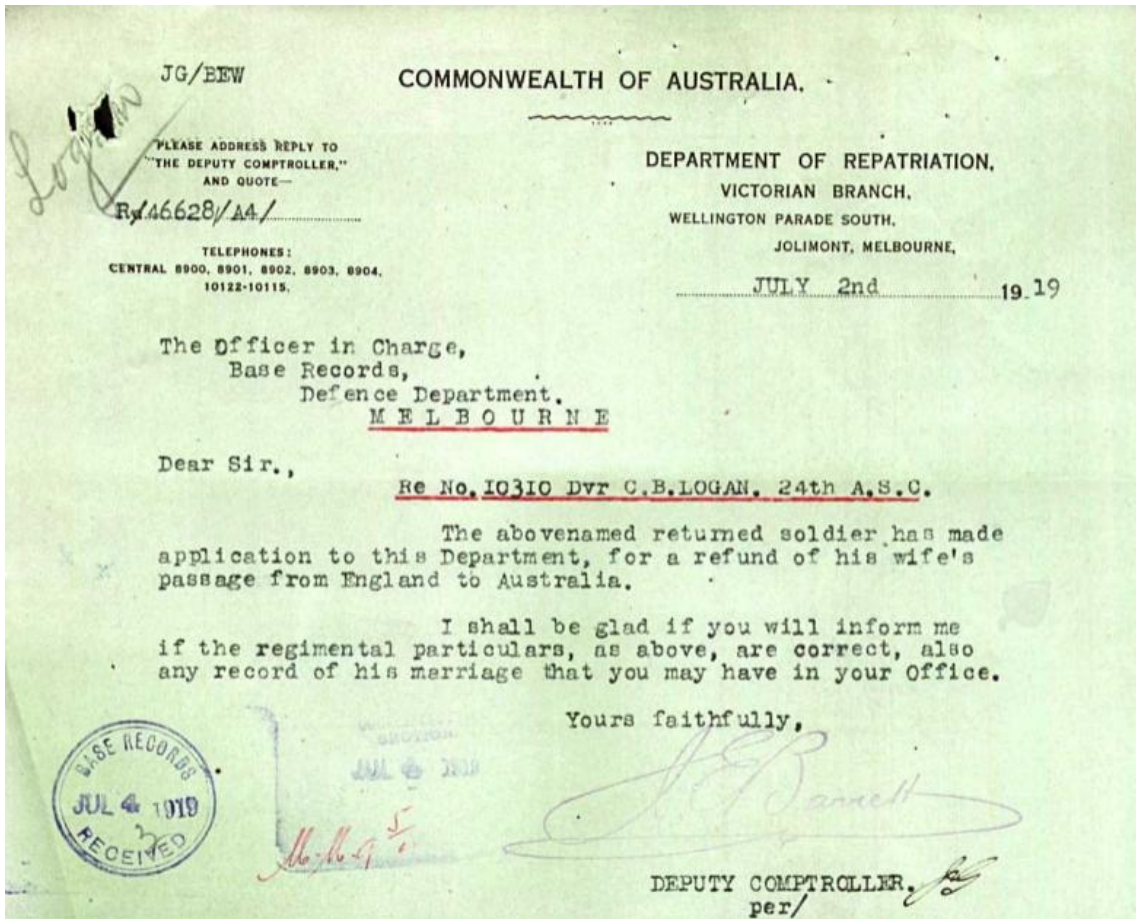 JG/BEW
COMMONWEALTH OF AUSTRALIA.
Logan
PLEASE ADDRESS REPLY TO
"THE DEPUTY COMPTROLLER,"
AND QUOTE—
R/46628/A4/
TELEPHONES:
CENTRAL 8900, 8901, 8902, 8903, 8904,
10122-10115.
DEPARTMENT OF REPATRIATION,
VICTORIAN BRANCH,
WELLINGTON PARADE SOUTH,
JOLIMONT, MELBOURNE,
JULY 2nd 1919
The Officer in Charge,
Base Records,
Defence Department.
MELBOURNE
Dear Sir.,
Re No. I03I0 Dvr C.B.LOGAN. 24th A.S.C.
The abovenamed returned soldier has made
application to this Department, for a refund of his wife's
passage from England to Australia.
I shall be glad if you will inform me
if the regimental particulars, as above, are correct, also
any record of his marriage that you may have in your Office.
Yours faithfully,
BASE RECORDS
JUL 4 1919
RECEIVED
SECTION
JUL 4 1919
Barrett
DEPUTY COMPTROLLER.
per/